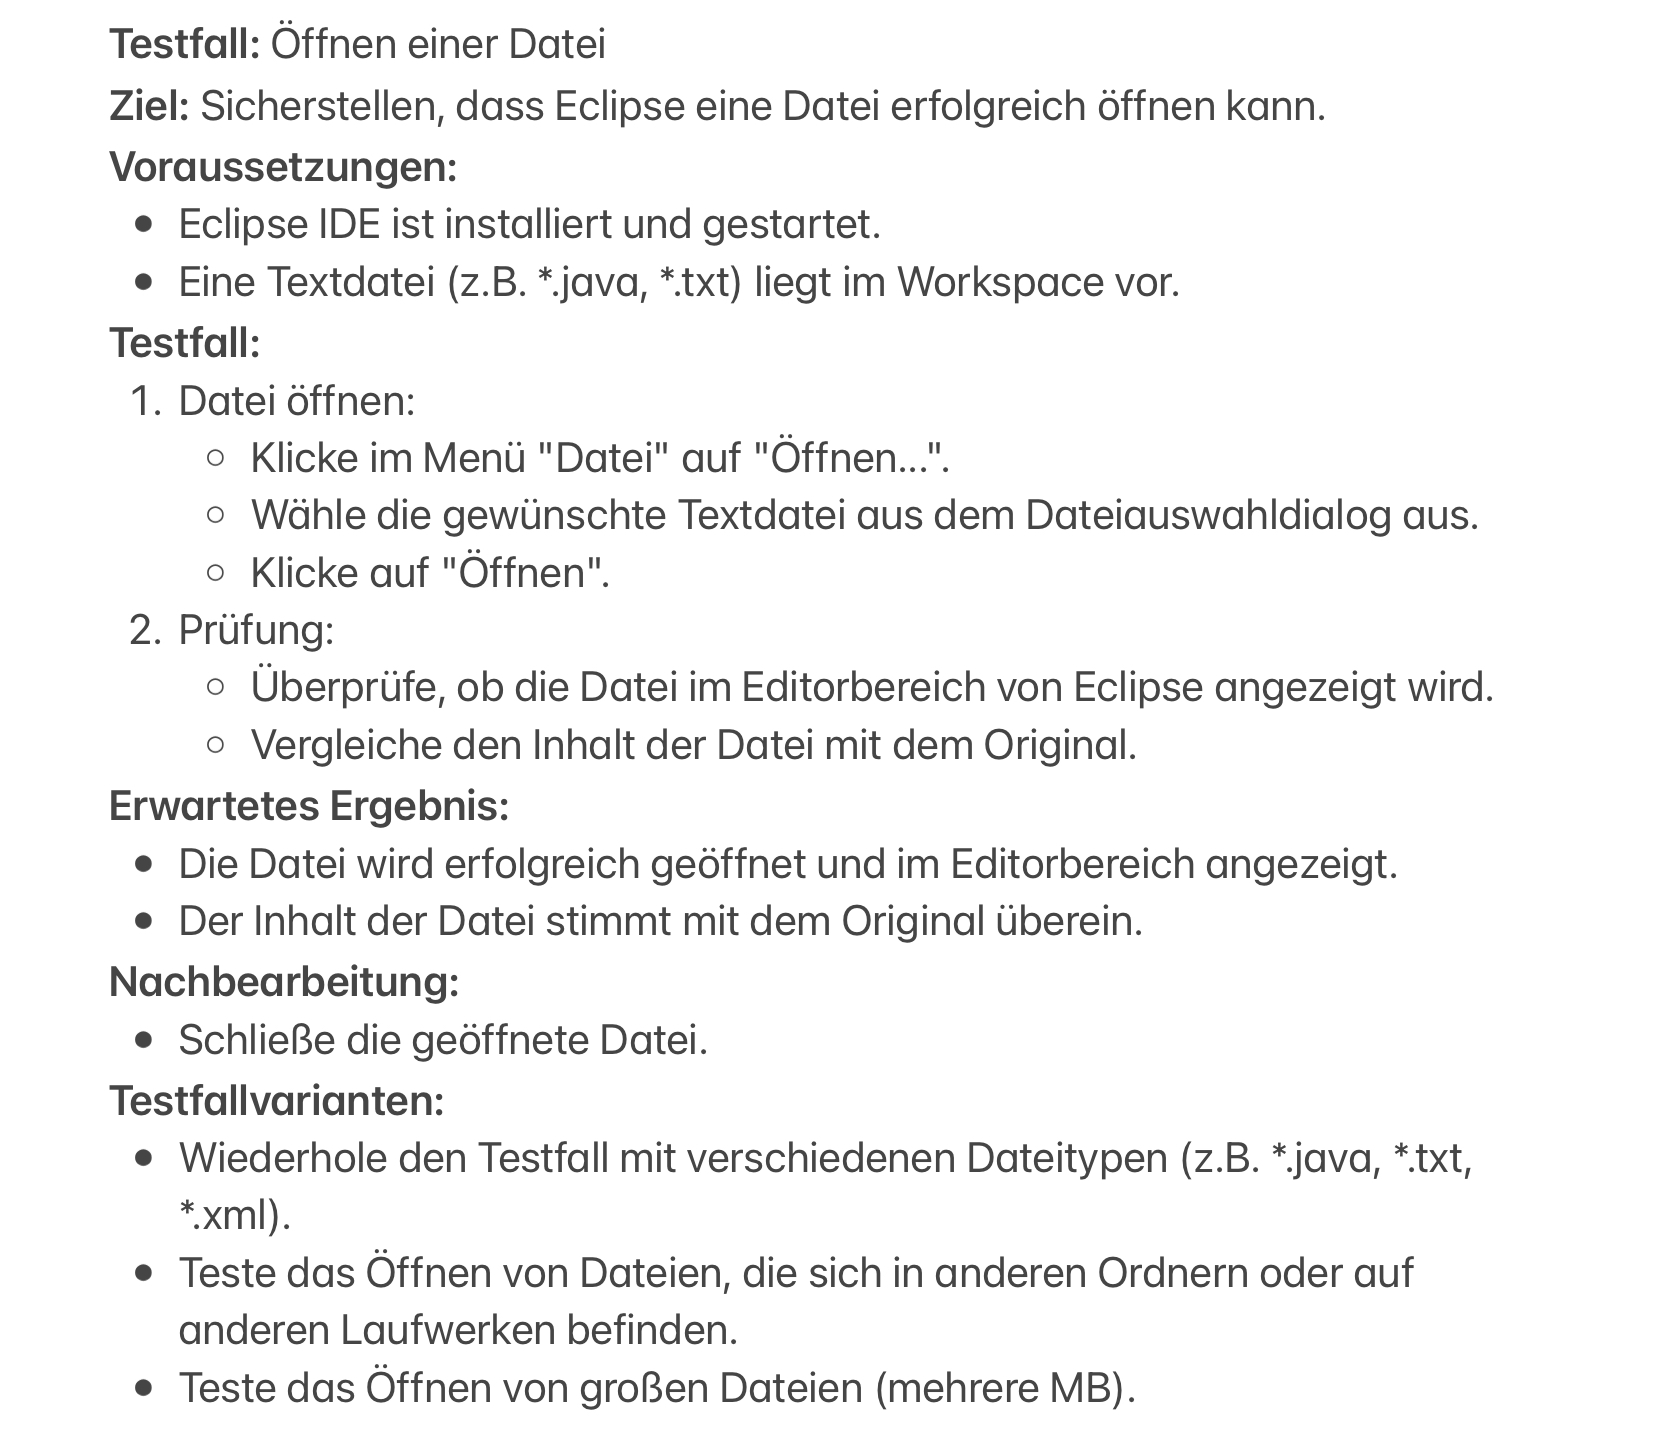 Testfall: Öffnen einer Datei
Ziel: Sicherstellen, dass Eclipse eine Datei erfolgreich öffnen kann.
Voraussetzungen:
● Eclipse IDE ist installiert und gestartet.
● Eine Textdatei (z.B. *.java, *.txt) liegt im Workspace vor.
Testfall:
1. Datei öffnen:
○ Klicke im Menü "Datei" auf "Öffnen...".
○ Wähle die gewünschte Textdatei aus dem Dateiauswahldialog aus.
○ Klicke auf "Öffnen".
2. Prüfung:
○ Überprüfe, ob die Datei im Editorbereich von Eclipse angezeigt wird.
○ Vergleiche den Inhalt der Datei mit dem Original.
Erwartetes Ergebnis:
● Die Datei wird erfolgreich geöffnet und im Editorbereich angezeigt.
● Der Inhalt der Datei stimmt mit dem Original überein.
Nachbearbeitung:
● Schließe die geöffnete Datei.
Testfallvarianten:
● Wiederhole den Testfall mit verschiedenen Dateitypen (z.B. *.java, *.txt,
*.xml).
● Teste das Öffnen von Dateien, die sich in anderen Ordnern oder auf
anderen Laufwerken befinden.
● Teste das Öffnen von großen Dateien (mehrere MB).